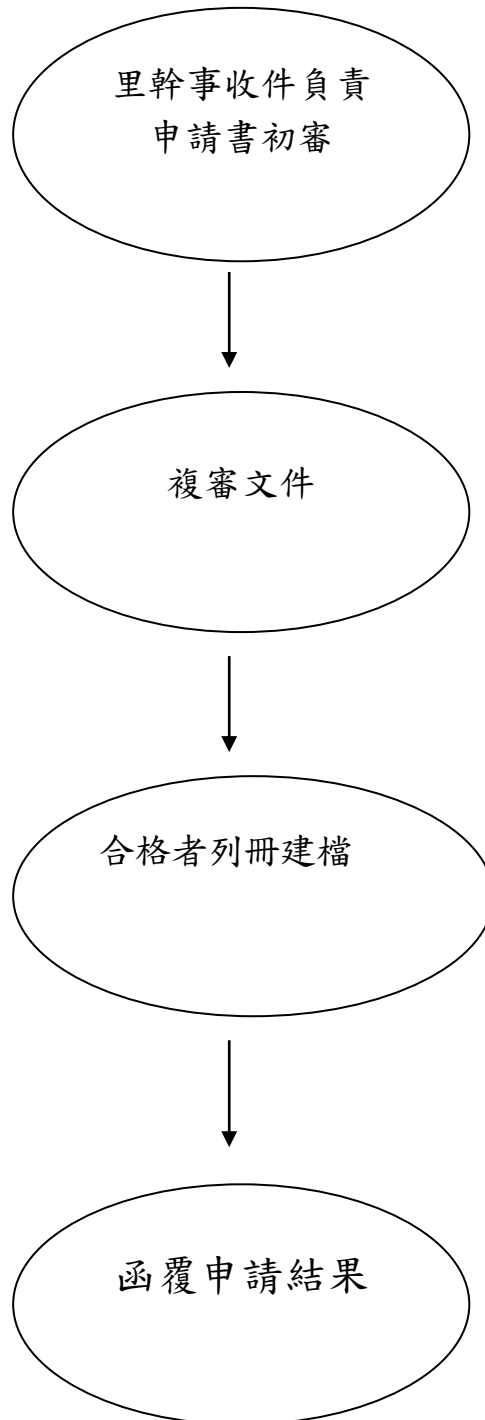 里幹事收件負責
申請書初審
複審文件
合格者列冊建檔
函覆申請結果